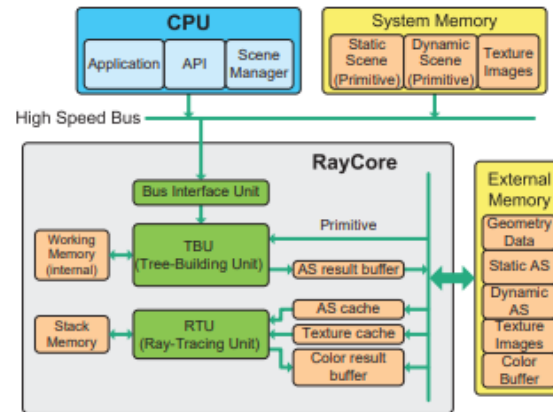 CPU
Application
API
Scene
Manager
System Memory
Static
Scene
(Primitive)
Dynamic
Scene
(Primitive)
Texture
Images
High Speed Bus
RayCore
Bus Interface Unit
Working
Memory
(internal)
TBU
(Tree-Building Unit)
Primitive
AS result buffer
Stack
Memory
RTU
(Ray-Tracing Unit)
AS cache
Texture cache
Color result
buffer
External
Memory
Geometry
Data
Static AS
Dynamic
AS
Texture
Images
Color
Buffer